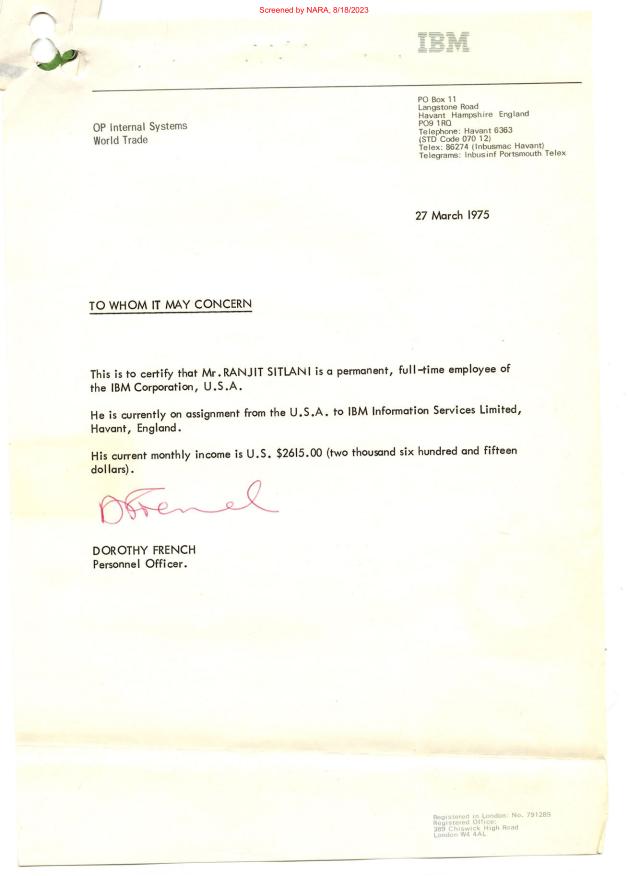 Screened by NARA, 8/18/2023
IBM
PO Box 11
Langstone Road
Havant Hampshire England
PO9 1RQ
Telephone: Havant 6363
(STD Code 070 12)
Telex: 86274 (Inbusmac Havant)
Telegrams: Inbusinf Portsmouth Telex
OP Internal Systems
World Trade
27 March 1975
TO WHOM IT MAY CONCERN
This is to certify that Mr. RANJIT SITLANI is a permanent, full-time employee of
the IBM Corporation, U.S.A.
He is currently on assignment from the U.S.A. to IBM Information Services Limited,
Havant, England.
His current monthly income is U.S. $2615.00 (two thousand six hundred and fifteen
dollars).
D French
DOROTHY FRENCH
Personnel Officer.
Registered in London: No. 791289
Registered Office:
389 Chiswick High Road
London W4 4AL